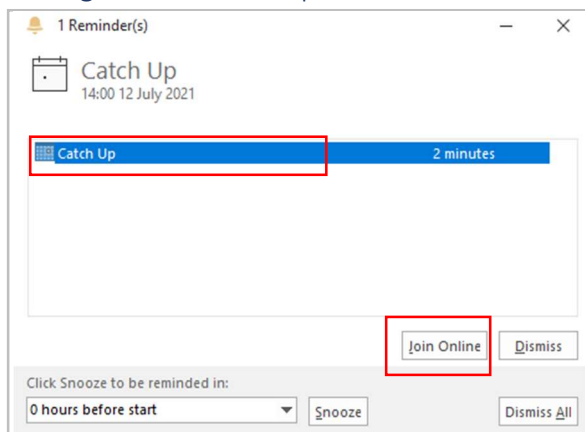 1 Reminder(s)
Catch Up
14:00 12 July 2021
Catch Up 2 minutes
Join Online Dismiss
Click Snooze to be reminded in:
0 hours before start Snooze Dismiss All